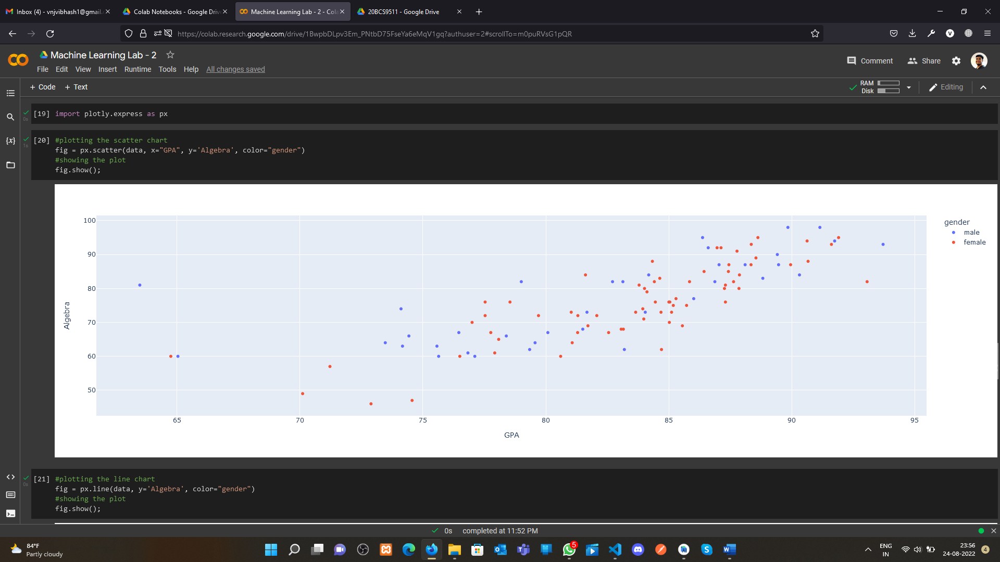 Inbox (4) - vnjvibhash1@gmail.
Colab Notebooks - Google Drive
Machine Learning Lab - 2 - Cola
20BCS9511 - Google Drive
https://colab.research.google.com/drive/1BwpbDLpv3Em_PNtbD75FseYa6eMqV1gq?authuser=2#scrollTo=m0puRVsG1pQR
V
Machine Learning Lab - 2
Comment
Share
File Edit View Insert Runtime Tools Help All changes saved
+ Code + Text
RAM
Disk
Editing
[19] import plotly.express as px
0s
{x}
[20] #plotting the scatter chart
1s
fig = px.scatter(data, x="GPA", y='Algebra', color="gender")
#showing the plot
fig.show();
100
90
80
70
60
50
Algebra
65 70 75 80 85 90 95
GPA
gender
male
female
[21] #plotting the line chart
0s
fig = px.line(data, y='Algebra', color="gender")
#showing the plot
fig.show();
0s completed at 11:52 PM
84°F
Partly cloudy
5
ENG
IN
23:56
24-08-2022
4